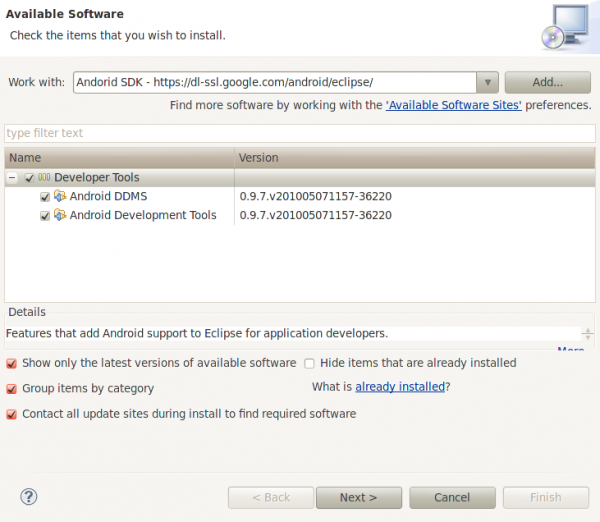 Available Software
Check the items that you wish to install.
Work with: Andorid SDK - https://dl-ssl.google.com/android/eclipse/ Add...
Find more software by working with the 'Available Software Sites' preferences.
type filter text
Name Version
Developer Tools
Android DDMS 0.9.7.v201005071157-36220
Android Development Tools 0.9.7.v201005071157-36220
Details
Features that add Android support to Eclipse for application developers.
More
Show only the latest versions of available software Hide items that are already installed
Group items by category What is already installed?
Contact all update sites during install to find required software
? < Back Next > Cancel Finish